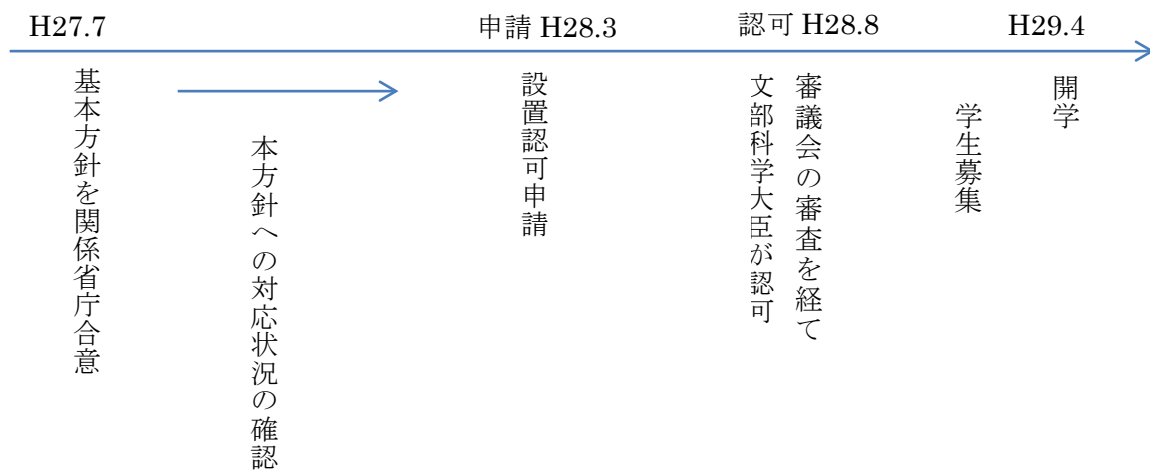 H27.7
申請 H28.3
認可 H28.8
H29.4
基本方針を関係省庁合意
本方針への対応状況の確認
設置認可申請
審議会の審査を経て
文部科学大臣が認可
学生募集
開学